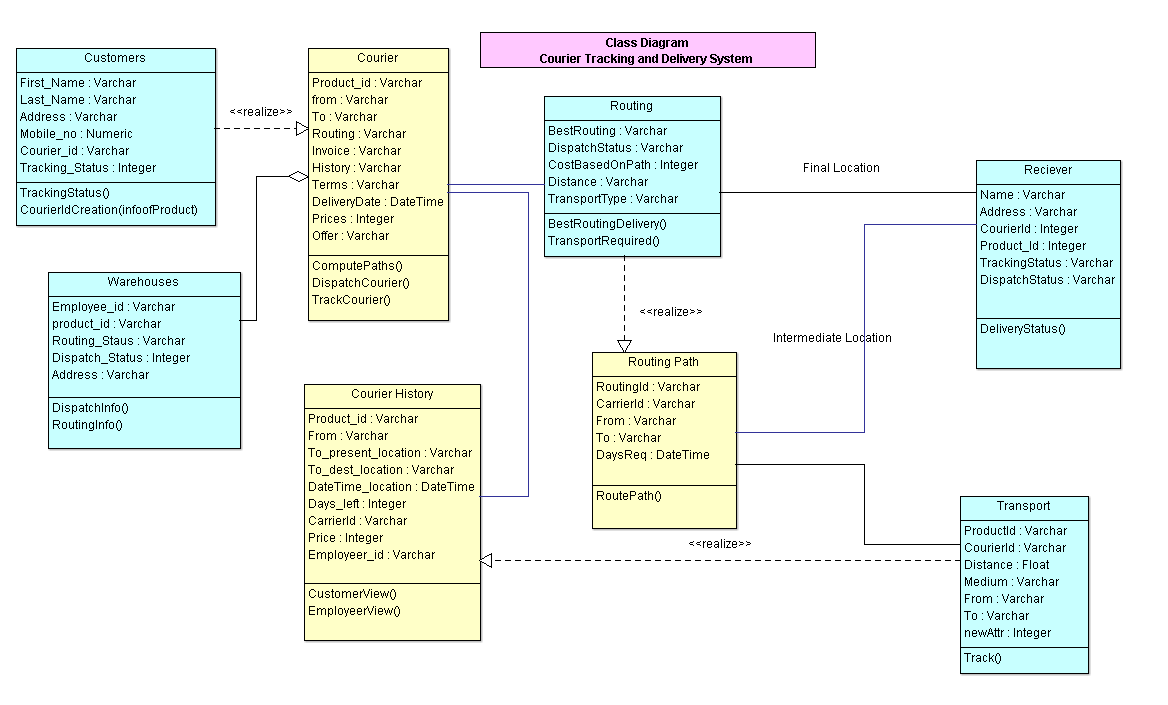 Class Diagram
Courier Tracking and Delivery System
Customers
First_Name : Varchar
Last_Name : Varchar
Address : Varchar
Mobile_no : Numeric
Courier_id : Varchar
Tracking_Status : Integer
TrackingStatus()
CourierIdCreation(infoofProduct)
<<realize>>
Courier
Product_id : Varchar
from : Varchar
To : Varchar
Routing : Varchar
Invoice : Varchar
History : Varchar
Terms : Varchar
DeliveryDate : DateTime
Prices : Integer
Offer : Varchar
ComputePaths()
DispatchCourier()
TrackCourier()
Routing
BestRouting : Varchar
DispatchStatus : Varchar
CostBasedOnPath : Integer
Distance : Varchar
TransportType : Varchar
BestRoutingDelivery()
TransportRequired()
Final Location
Reciever
Name : Varchar
Address : Varchar
CourierId : Integer
Product_Id : Integer
TrackingStatus : Varchar
DispatchStatus : Varchar
DeliveryStatus()
Warehouses
Employee_id : Varchar
product_id : Varchar
Routing_Staus : Varchar
Dispatch_Status : Integer
Address : Varchar
DispatchInfo()
RoutingInfo()
<<realize>>
Intermediate Location
Routing Path
RoutingId : Varchar
CarrierId : Varchar
From : Varchar
To : Varchar
DaysReq : DateTime
RoutePath()
Courier History
Product_id : Varchar
From : Varchar
To_present_location : Varchar
To_dest_location : Varchar
DateTime_location : DateTime
Days_left : Integer
CarrierId : Varchar
Price : Integer
Employeer_id : Varchar
CustomerView()
EmployeerView()
<<realize>>
Transport
ProductId : Varchar
CourierId : Varchar
Distance : Float
Medium : Varchar
From : Varchar
To : Varchar
newAttr : Integer
Track()